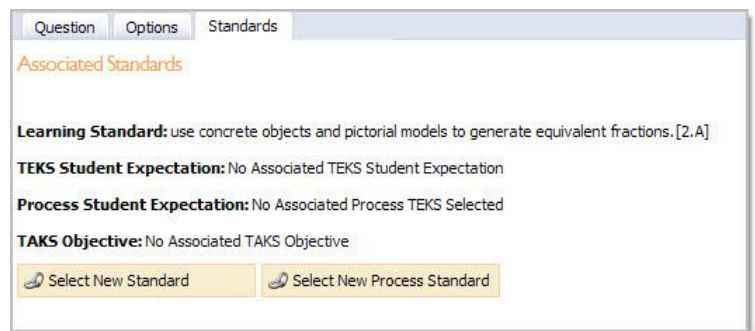 Question Options Standards
Associated Standards
Learning Standard: use concrete objects and pictorial models to generate equivalent fractions.[2.A]
TEKS Student Expectation: No Associated TEKS Student Expectation
Process Student Expectation: No Associated Process TEKS Selected
TAKS Objective: No Associated TAKS Objective
Select New Standard Select New Process Standard